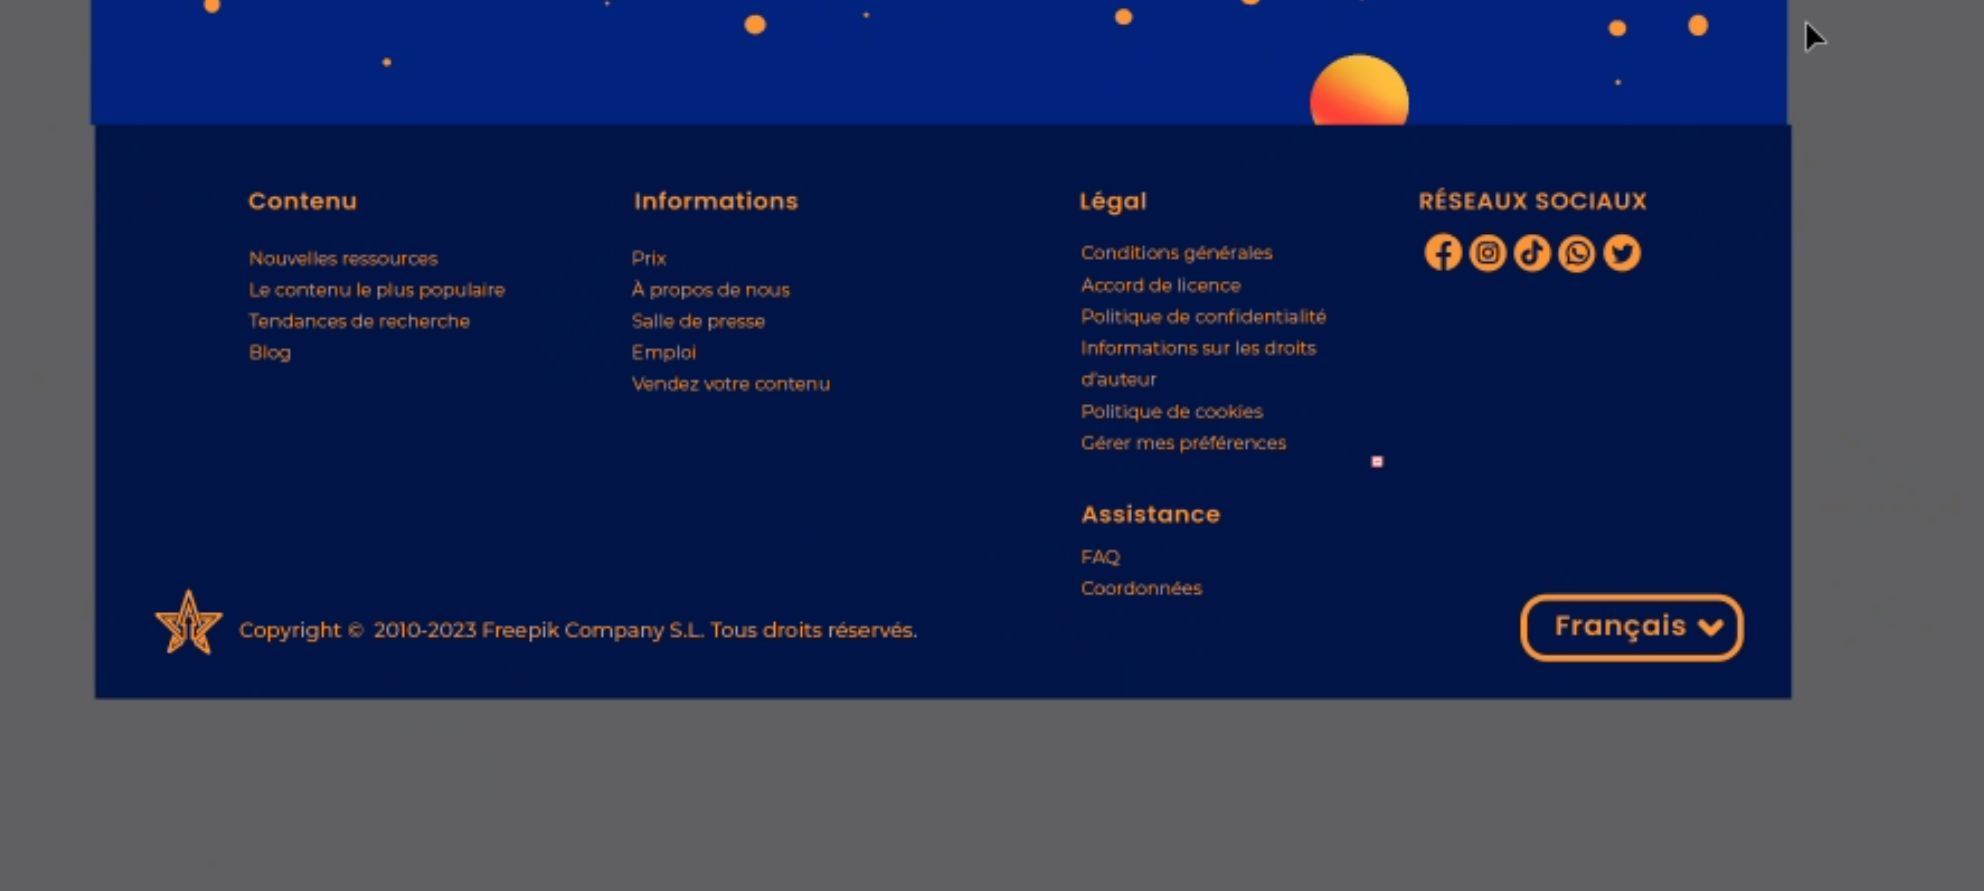 Contenu
Nouvelles ressources
Le contenu le plus populaire
Tendances de recherche
Blog
Informations
Prix
À propos de nous
Salle de presse
Emploi
Vendez votre contenu
Légal
Conditions générales
Accord de licence
Politique de confidentialité
Informations sur les droits
d'auteur
Politique de cookies
Gérer mes préférences
Assistance
FAQ
Coordonnées
RÉSEAUX SOCIAUX
Copyright © 2010-2023 Freepik Company S.L. Tous droits réservés.
Français